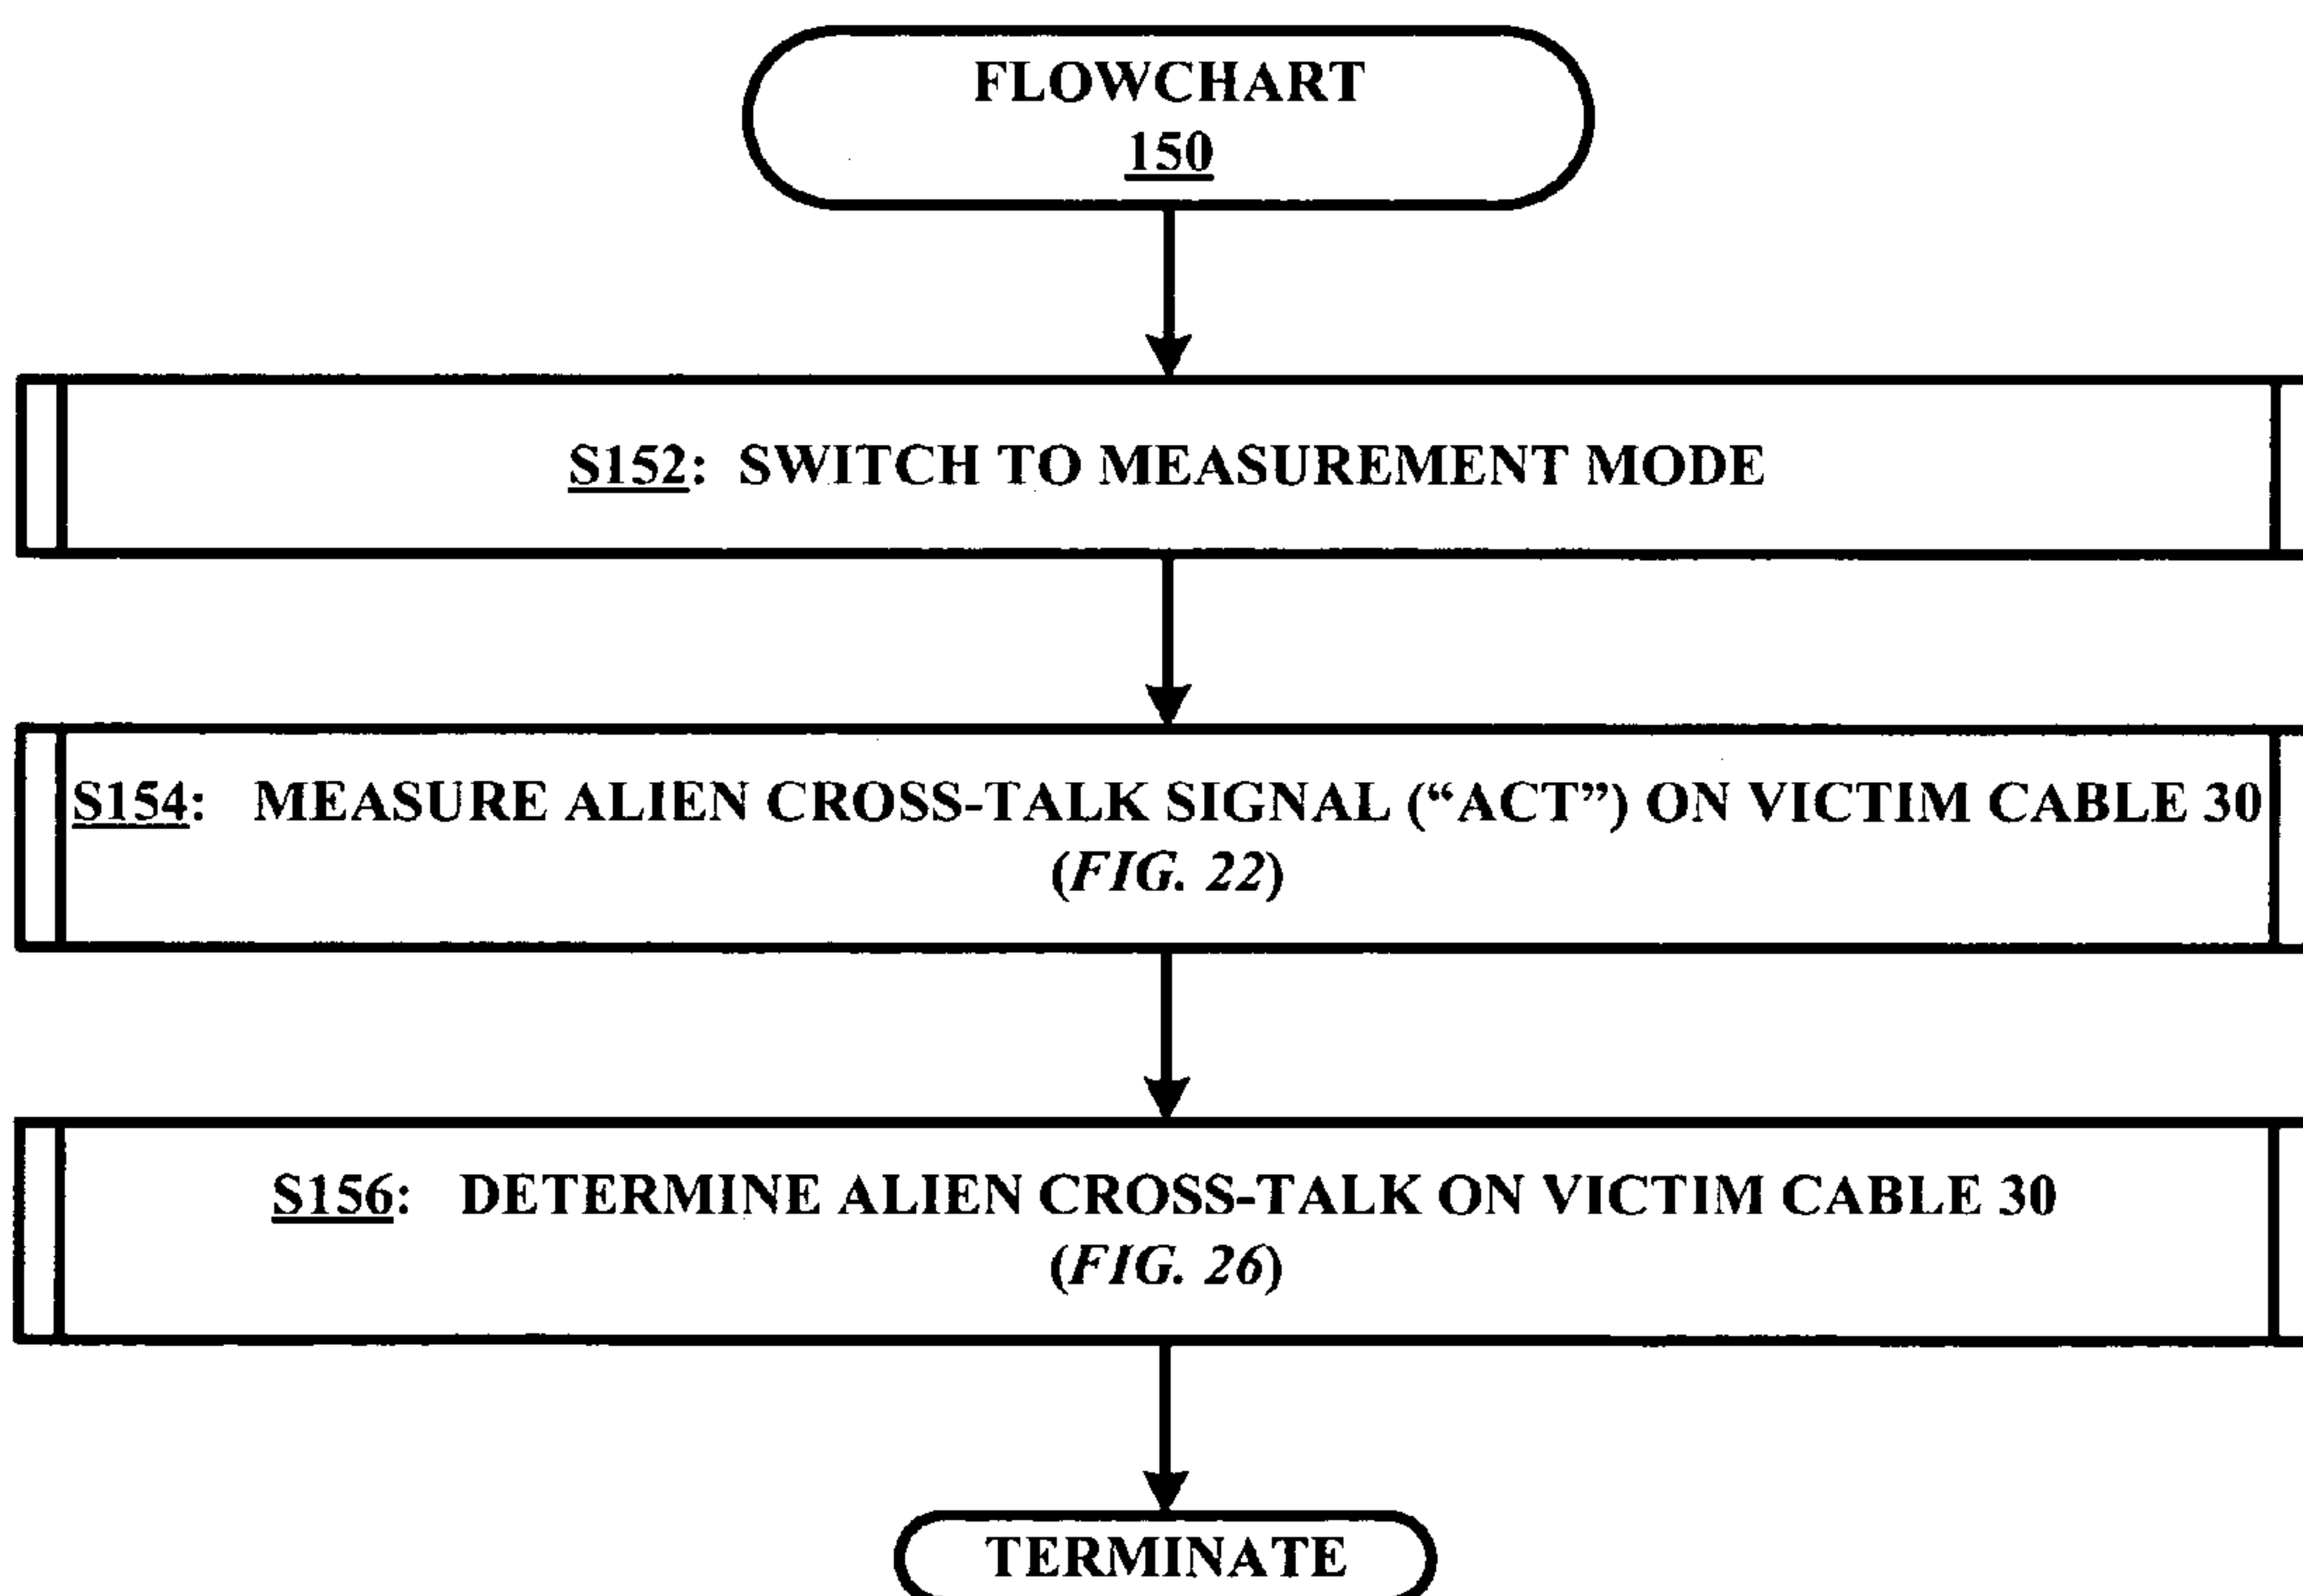 FLOWCHART
150
S152: SWITCH TO MEASUREMENT MODE
S154: MEASURE ALIEN CROSS-TALK SIGNAL (“ACT”) ON VICTIM CABLE 30
(FIG. 22)
S156: DETERMINE ALIEN CROSS-TALK ON VICTIM CABLE 30
(FIG. 26)
TERMINATE